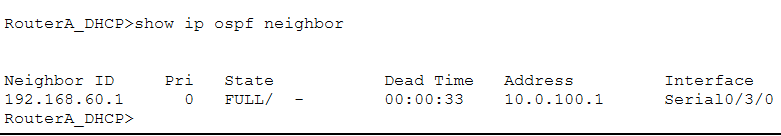 RouterA_DHCP>show ip ospf neighbor
Neighbor ID     Pri   State           Dead Time   Address         Interface
192.168.60.1      0   FULL/  -        00:00:33    10.0.100.1      Serial0/3/0
RouterA_DHCP>